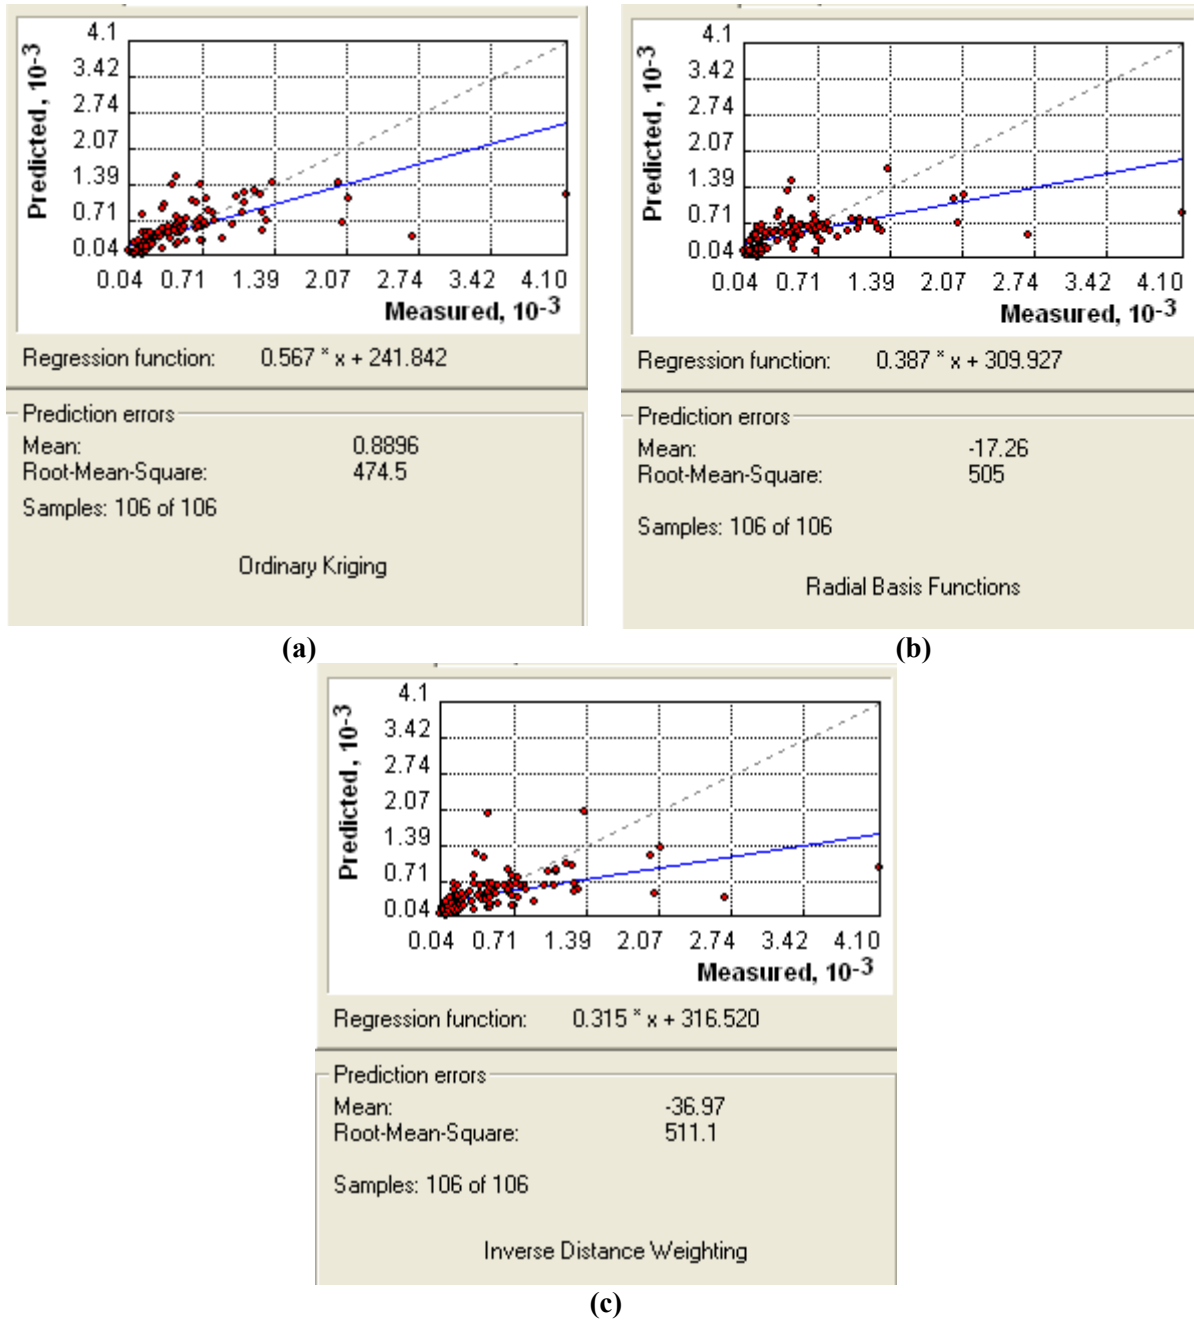 4.1
3.42
2.74
2.07
1.39
0.71
0.04
Predicted, 10-3
0.04 0.71 1.39 2.07 2.74 3.42 4.10
Measured, 10-3
Regression function: 0.567 * x + 241.842
Prediction errors
Mean: 0.8896
Root-Mean-Square: 474.5
Samples: 106 of 106
Ordinary Kriging
(a)
4.1
3.42
2.74
2.07
1.39
0.71
0.04
Predicted, 10-3
0.04 0.71 1.39 2.07 2.74 3.42 4.10
Measured, 10-3
Regression function: 0.387 * x + 309.927
Prediction errors
Mean: -17.26
Root-Mean-Square: 505
Samples: 106 of 106
Radial Basis Functions
(b)
4.1
3.42
2.74
2.07
1.39
0.71
0.04
Predicted, 10-3
0.04 0.71 1.39 2.07 2.74 3.42 4.10
Measured, 10-3
Regression function: 0.315 * x + 316.520
Prediction errors
Mean: -36.97
Root-Mean-Square: 511.1
Samples: 106 of 106
Inverse Distance Weighting
(c)